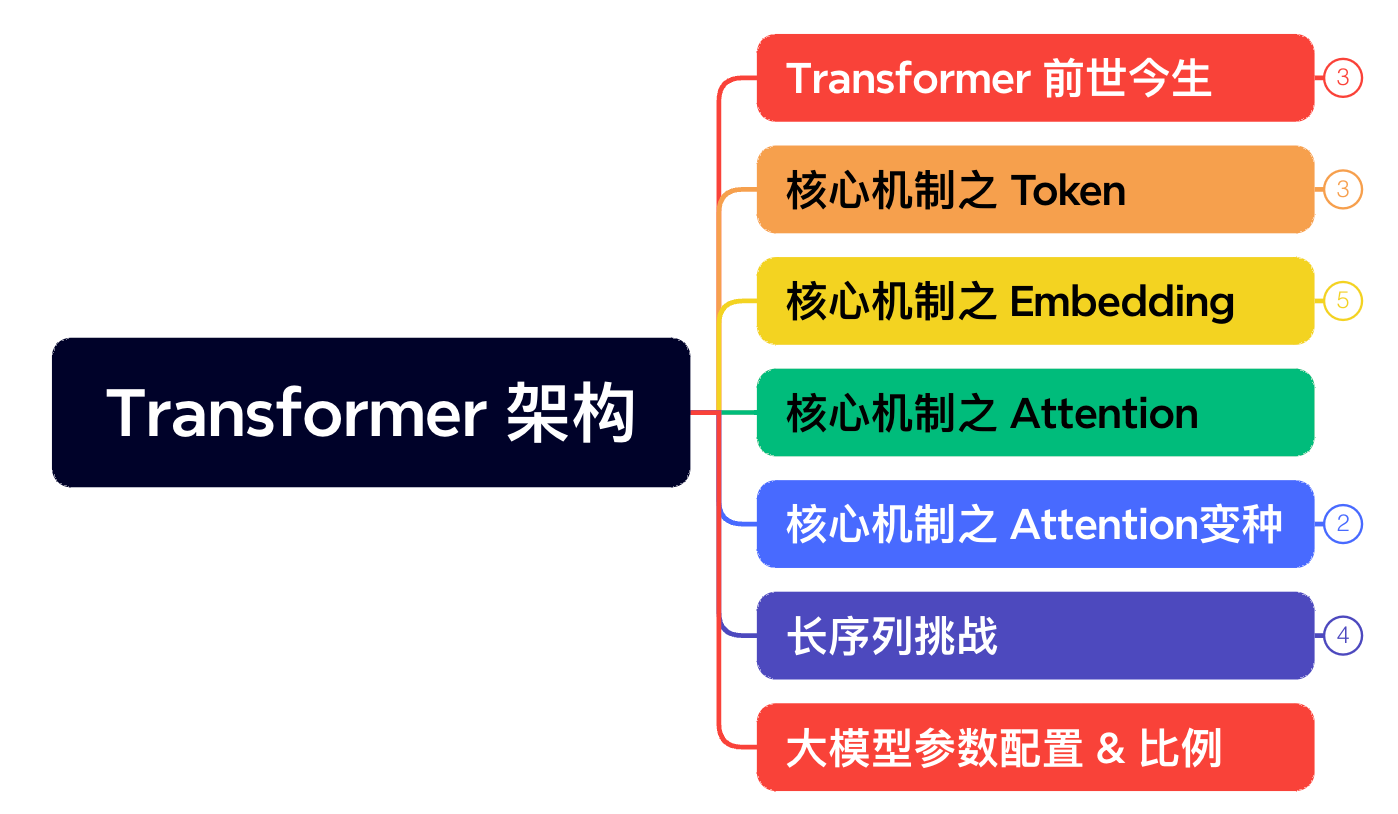 Transformer 架构
Transformer 前世今生
3
核心机制之 Token
3
核心机制之 Embedding
5
核心机制之 Attention
核心机制之 Attention变种
2
长序列挑战
4
大模型参数配置 & 比例